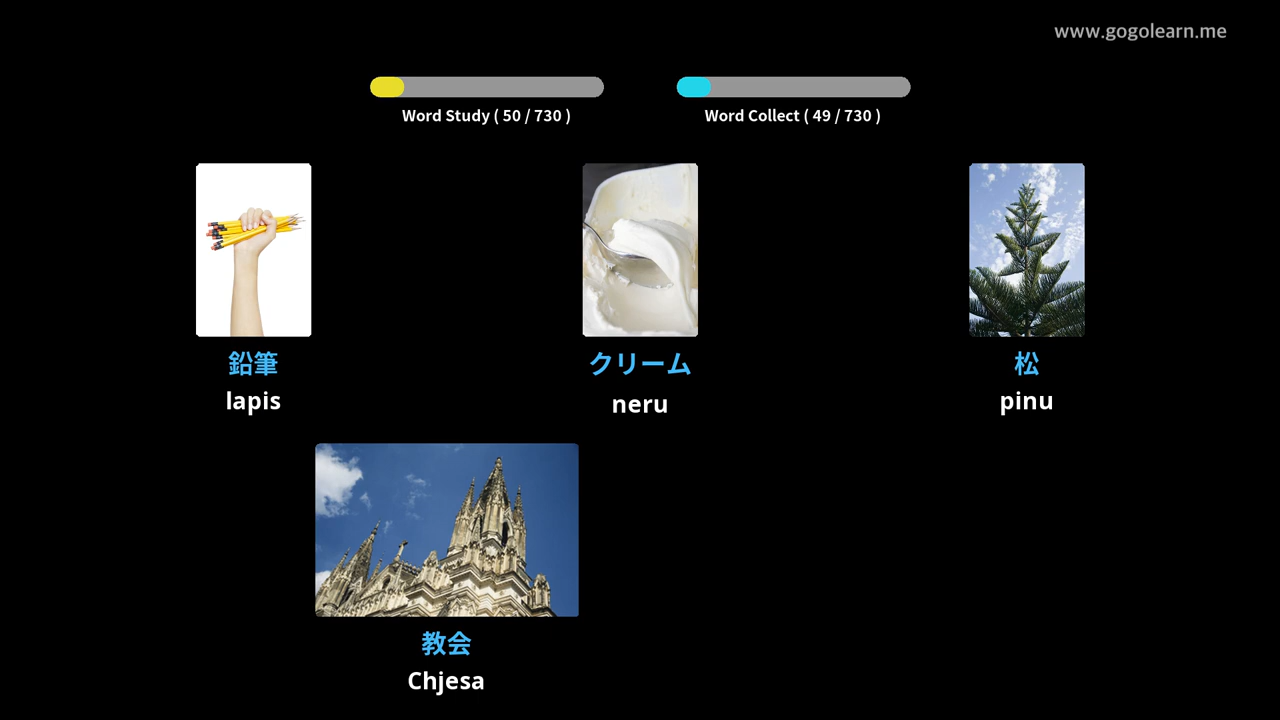 www.gogolearn.me
Word Study ( 50 / 730 )
Word Collect ( 49 / 730 )
鉛筆
lapis
クリーム
neru
松
pinu
教会
Chjesa